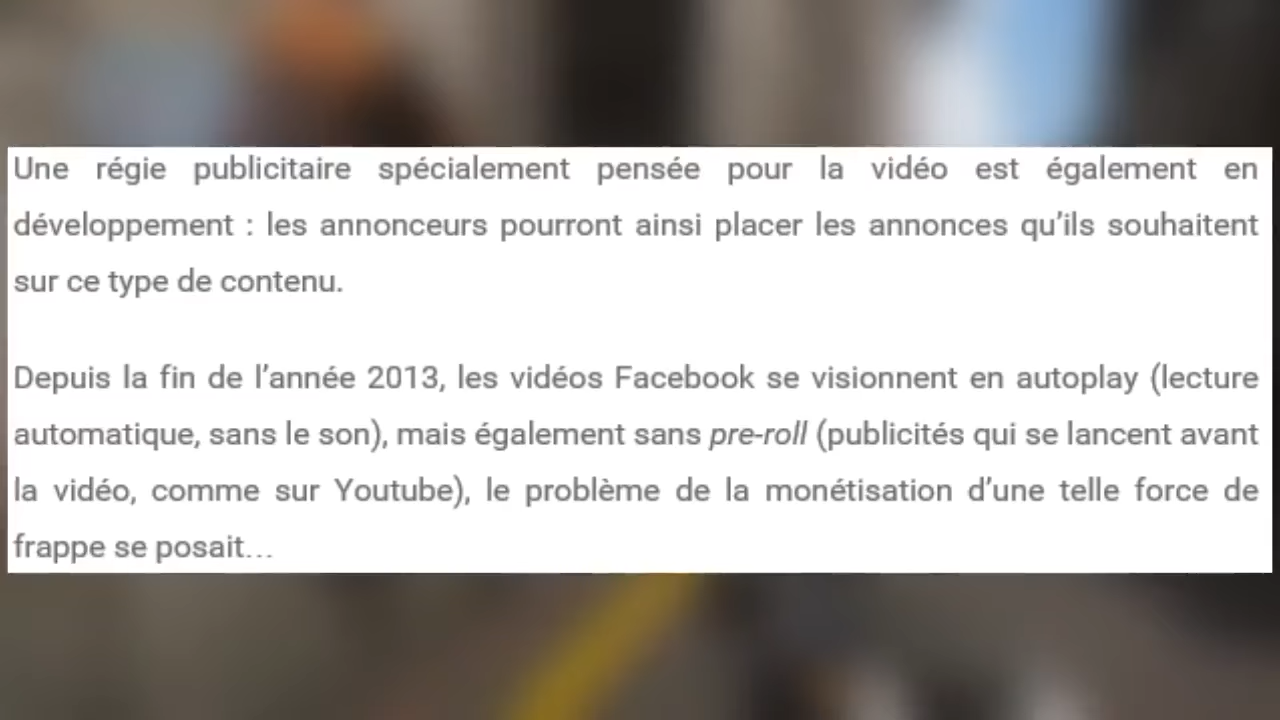 Une régie publicitaire spécialement pensée pour la vidéo est également en
développement : les annonceurs pourront ainsi placer les annonces qu’ils souhaitent
sur ce type de contenu.
Depuis la fin de l’année 2013, les vidéos Facebook se visionnent en autoplay (lecture
automatique, sans le son), mais également sans pre-roll (publicités qui se lancent avant
la vidéo, comme sur Youtube), le problème de la monétisation d’une telle force de
frappe se posait…